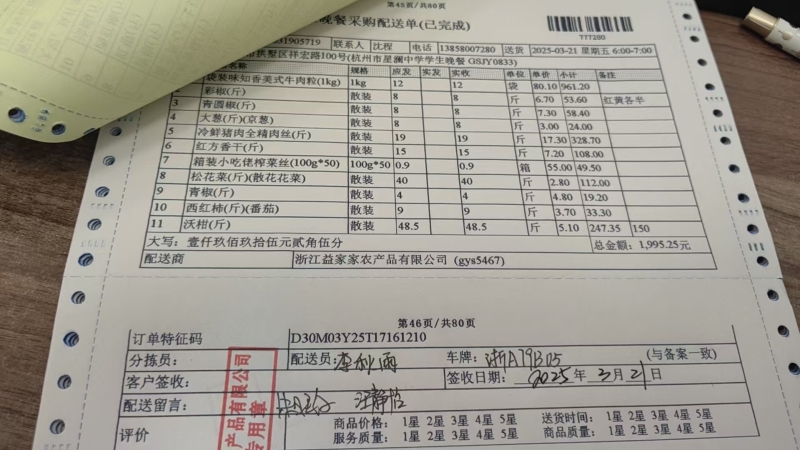 第45页/共80页
晚餐采购配送单(已完成)
777200
31905719 联系人 沈程 电话 13858007280 送货 2025-03-21 星期五 6:00-7:00
市拱墅区祥宏路100号(杭州市星澜中学学生晚餐 GSJY0833)
规格 应发 实发 实收 单位 单价 小计 备注
袋装味知香美式牛肉粒(1kg) 1kg 12 12 袋 80.10 961.20
2 彩椒(斤) 散装 8 8 斤 6.70 53.60 红黄各半
3 青圆椒(斤) 散装 8 8 斤 7.30 58.40
4 大葱(斤)(京葱) 散装 8 8 斤 3.00 24.00
5 冷鲜猪肉全精肉丝(斤) 散装 19 19 斤 17.30 328.70
6 红方香干(斤) 散装 15 15 斤 7.20 108.00
7 箱装小吃佬榨菜丝(100g*50) 100g*50 0.9 0.9 箱 55.00 49.50
8 松花菜(斤)(散花花菜) 散装 40 40 斤 2.80 112.00
9 青椒(斤) 散装 4 4 斤 4.80 19.20
10 西红柿(斤)(番茄) 散装 9 9 斤 3.70 33.30
11 沃柑(斤) 散装 48.5 48.5 斤 5.10 247.35 150
大写: 壹仟玖佰玖拾伍元贰角伍分 总金额: 1,995.25元
配送商 浙江益家家农产品有限公司 (gys5467)
第46页/共80页
订单特征码 D30M03Y25T17161210
分拣员: 配送员: 李秋雨 车牌: 浙A79B05 (与备案一致)
客户签收: 签收日期: 2025 年 3 月 21 日
配送留言:
评价 商品价格: 1星 2星 3星 4星 5星 送货时间: 1星 2星 3星 4星 5星
服务质量: 1星 2星 3星 4星 5星 商品质量: 1星 2星 3星 4星 5星
产品有限公司
专用章